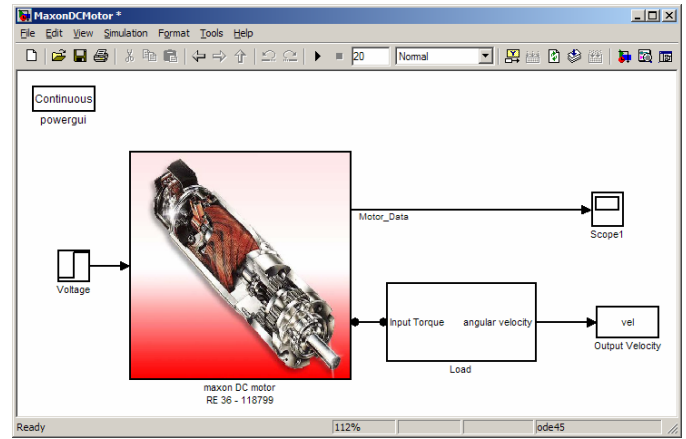 MaxonDCMotor *
File Edit View Simulation Format Tools Help
20 Normal
Continuous
powergui
Motor_Data
Scope1
Voltage
Input Torque angular velocity
vel
Output Velocity
Load
maxon DC motor
RE 36 - 118799
Ready 112% ode45